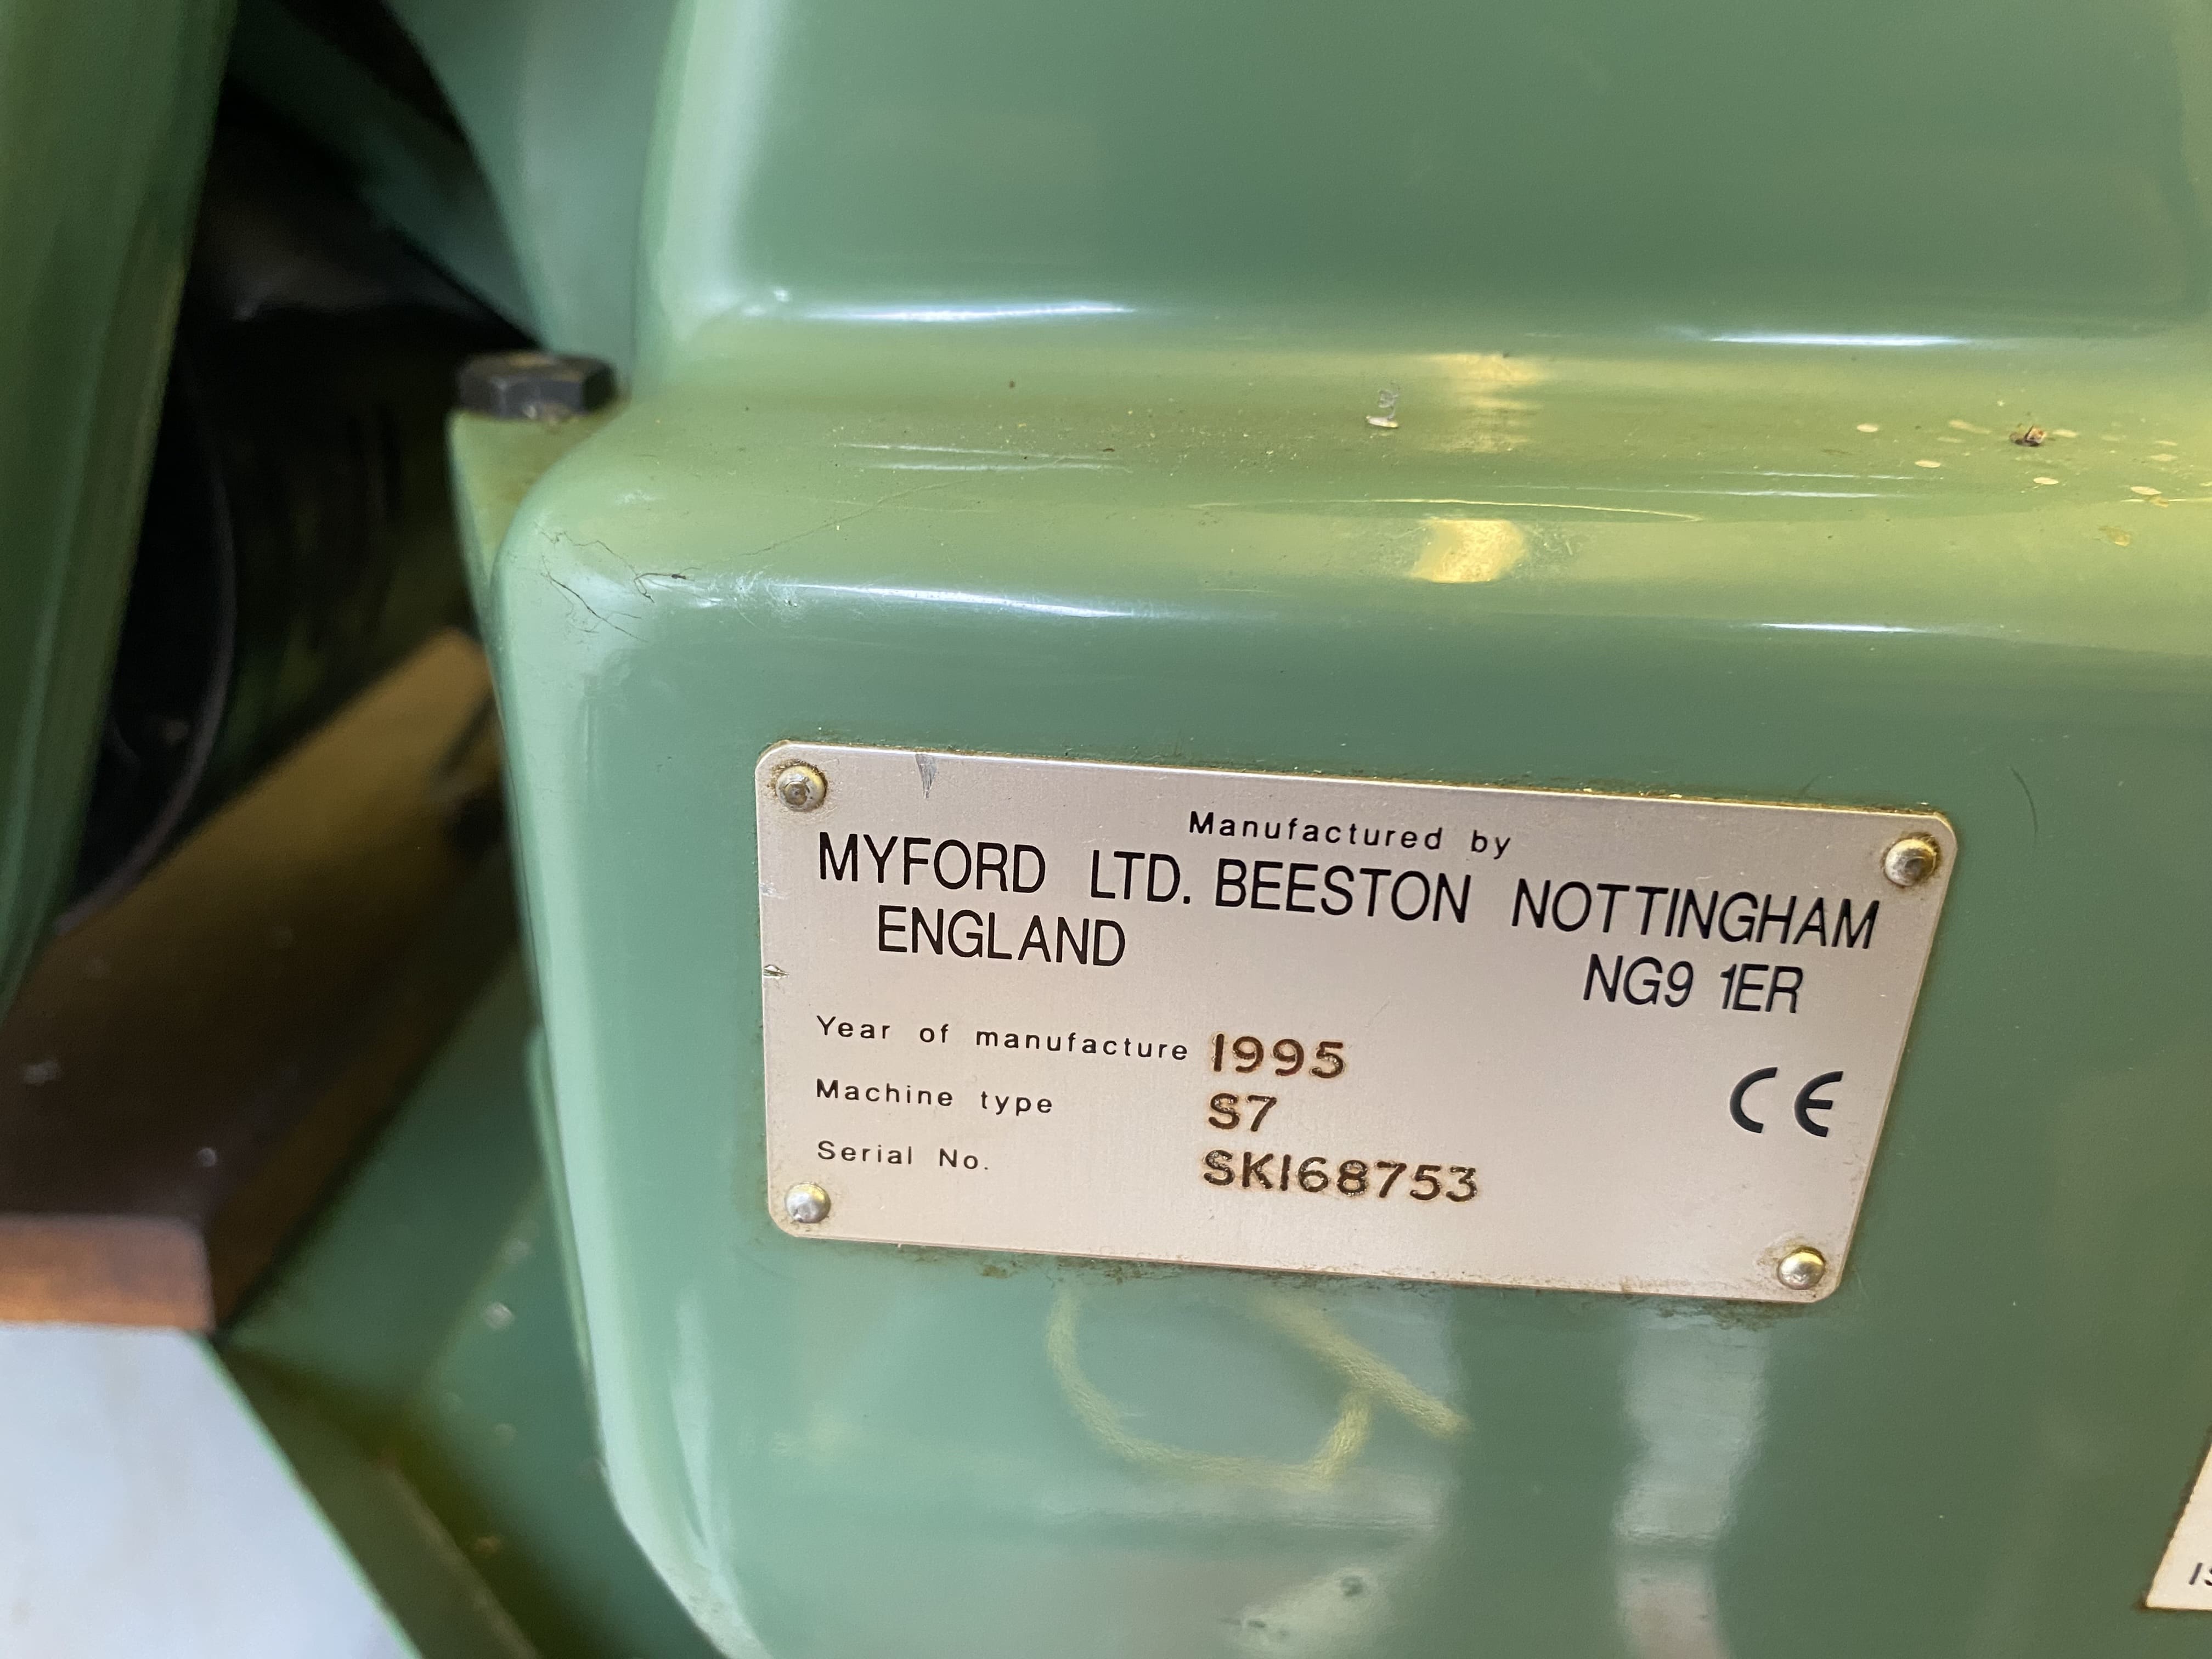 Manufactured by
MYFORD LTD. BEESTON NOTTINGHAM
ENGLAND NG9 1ER
Year of manufacture 1995
Machine type S7
CE
Serial No. SK168753